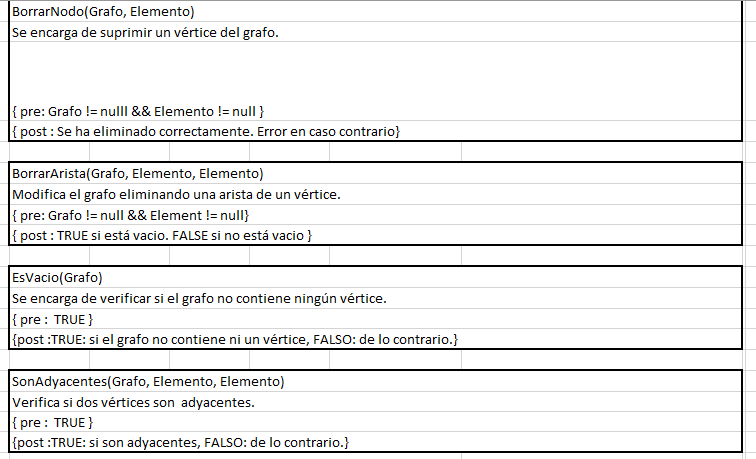 BorrarNodo(Grafo, Elemento)
Se encarga de suprimir un vértice del grafo.
{ pre: Grafo != nulll && Elemento != null }
{ post : Se ha eliminado correctamente. Error en caso contrario}
BorrarArista(Grafo, Elemento, Elemento)
Modifica el grafo eliminando una arista de un vértice.
{ pre: Grafo != null && Element != null}
{ post : TRUE si está vacio. FALSE si no está vacio }
EsVacio(Grafo)
Se encarga de verificar si el grafo no contiene ningún vértice.
{ pre :  TRUE }
{post :TRUE: si el grafo no contiene ni un vértice, FALSO: de lo contrario.}
SonAdyacentes(Grafo, Elemento, Elemento)
Verifica si dos vértices son  adyacentes.
{ pre :  TRUE }
{post :TRUE: si son adyacentes, FALSO: de lo contrario.}